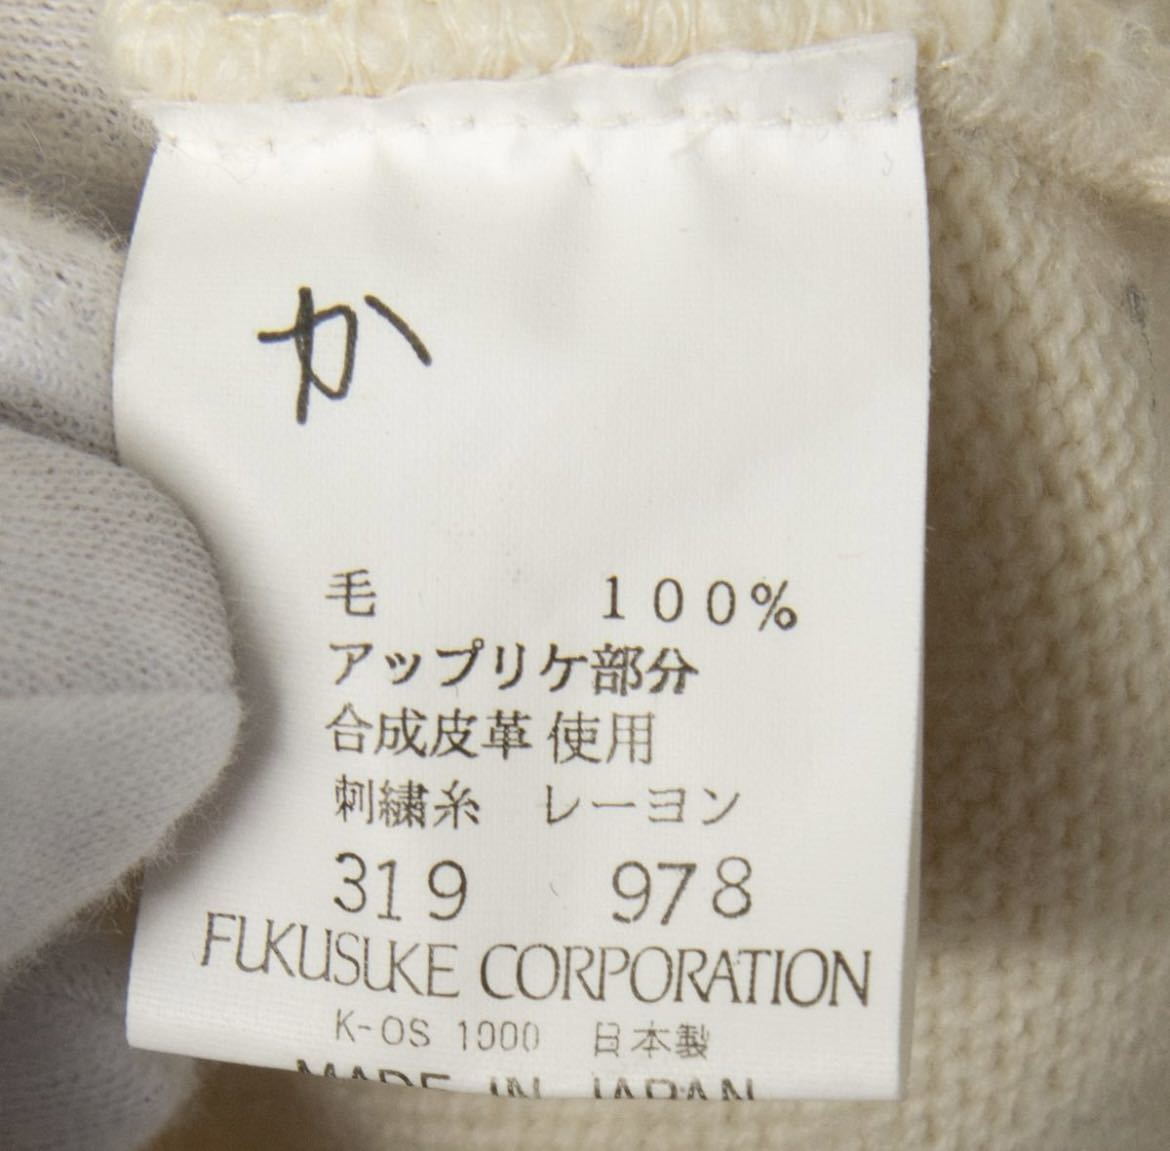 か
毛 100%
アップリケ部分
合成皮革 使用
刺繍糸 レーヨン
319 978
FUKUSUKE CORPORATION
K-OS 1000 日本製
MADE IN JAPAN